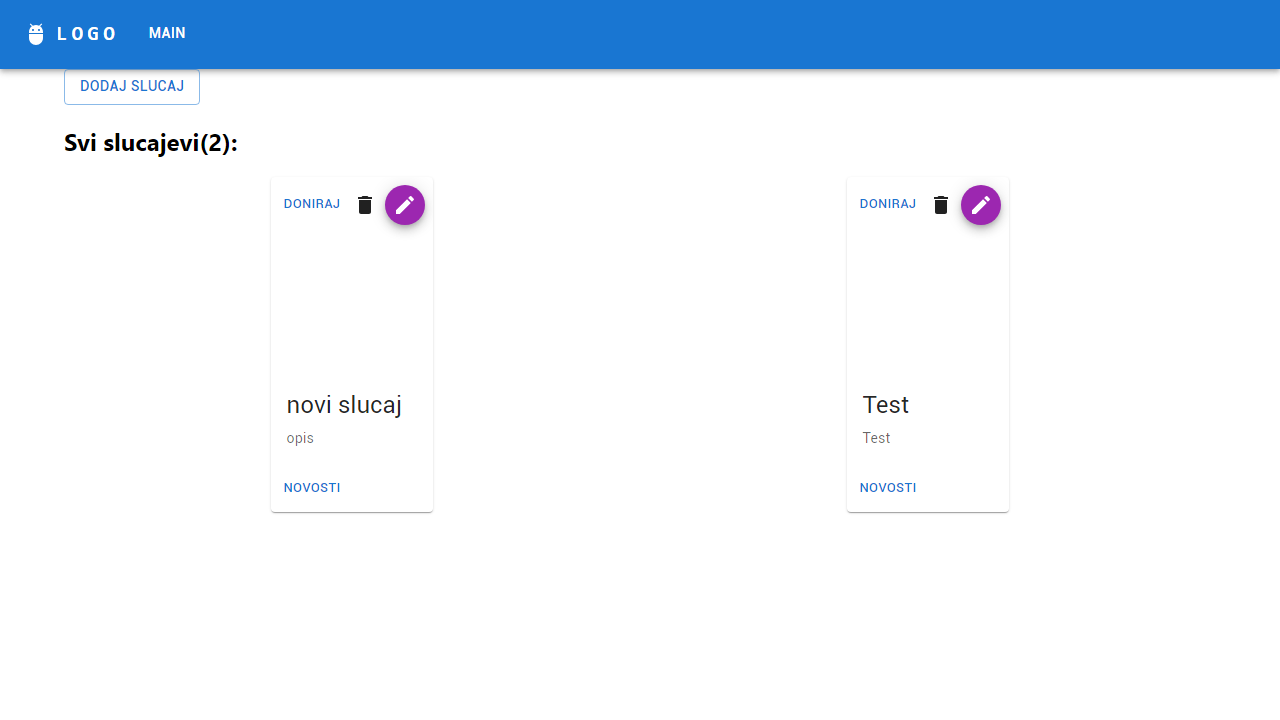 LOGO MAIN
DODAJ SLUCAJ
Svi slucajevi(2):
DONIRAJ
novi slucaj
opis
NOVOSTI
DONIRAJ
Test
Test
NOVOSTI